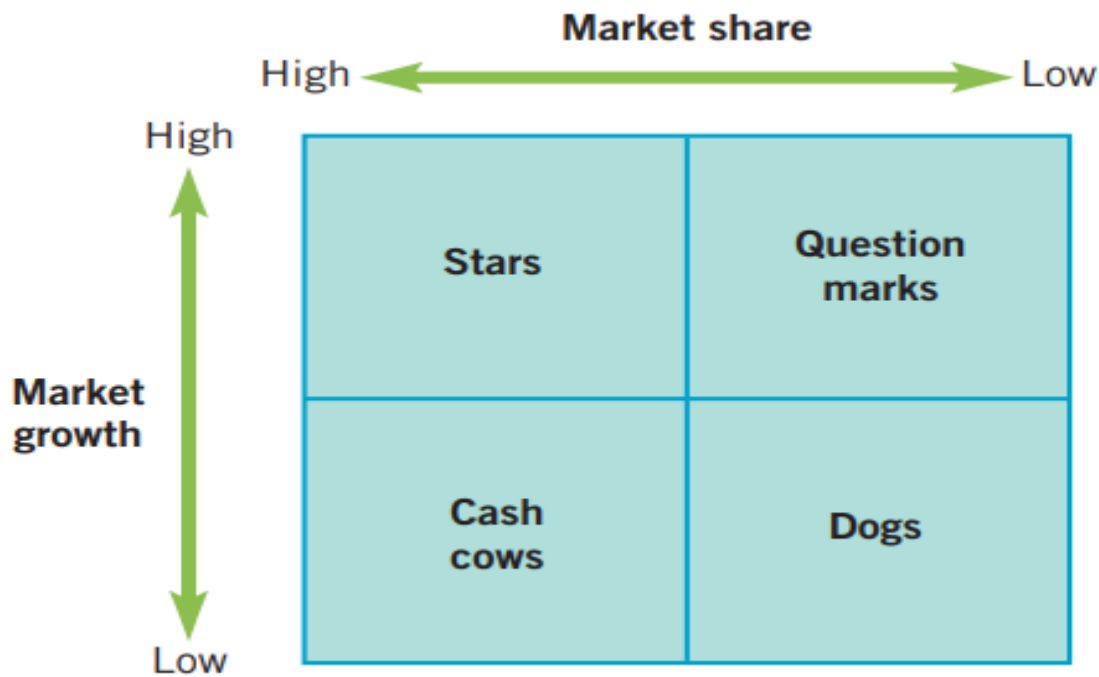 Market share
High
Low
High
Stars
Question
marks
Market
growth
Cash
cows
Dogs
Low